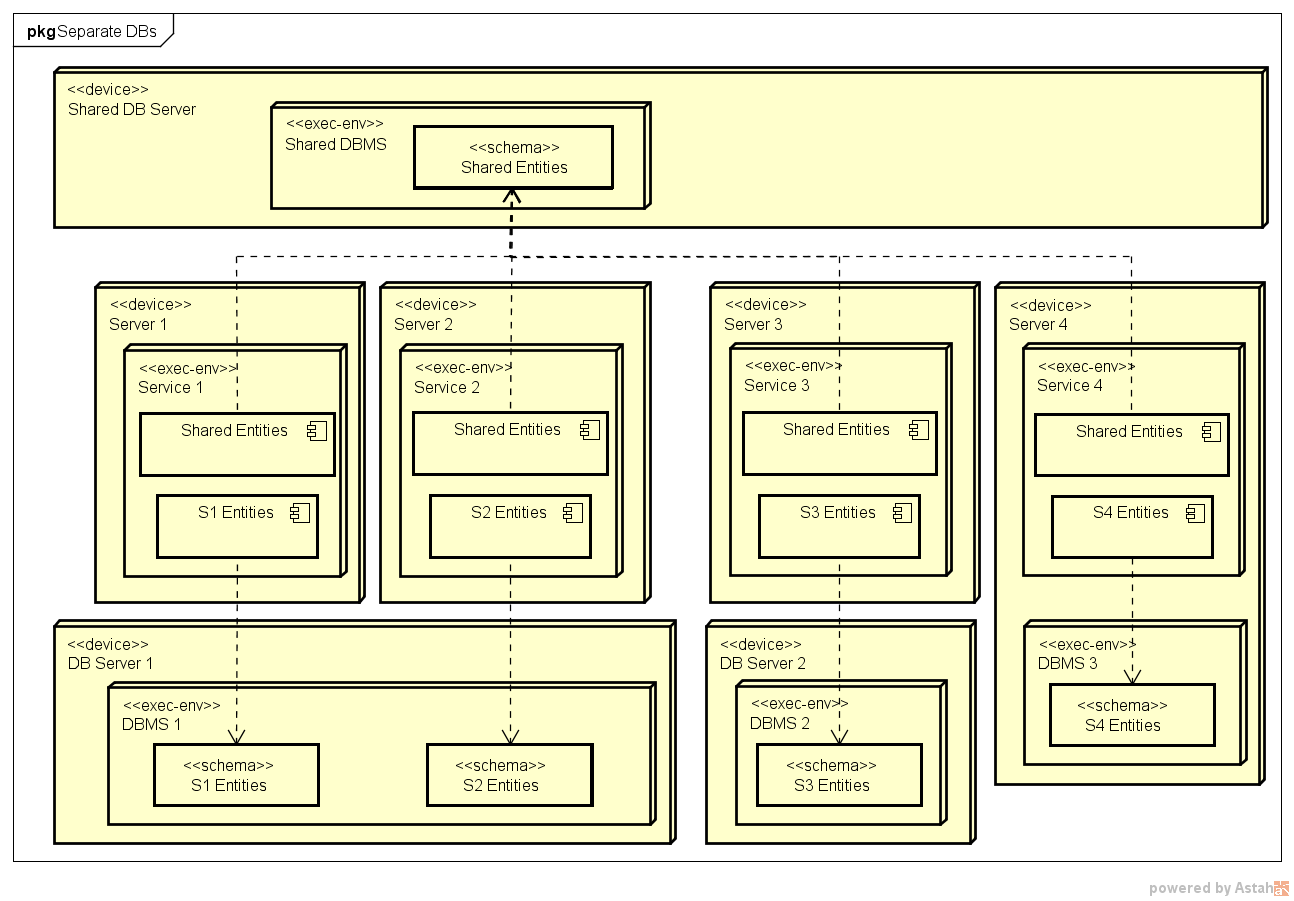 pkg Separate DBs
<<device>>
Shared DB Server
<<exec-env>>
Shared DBMS
<<schema>>
Shared Entities
<<device>>
Server 1
<<exec-env>>
Service 1
Shared Entities
S1 Entities
<<device>>
Server 2
<<exec-env>>
Service 2
Shared Entities
S2 Entities
<<device>>
Server 3
<<exec-env>>
Service 3
Shared Entities
S3 Entities
<<device>>
Server 4
<<exec-env>>
Service 4
Shared Entities
S4 Entities
<<exec-env>>
DBMS 3
<<schema>>
S4 Entities
<<device>>
DB Server 1
<<exec-env>>
DBMS 1
<<schema>>
S1 Entities
<<schema>>
S2 Entities
<<device>>
DB Server 2
<<exec-env>>
DBMS 2
<<schema>>
S3 Entities
powered by Astah